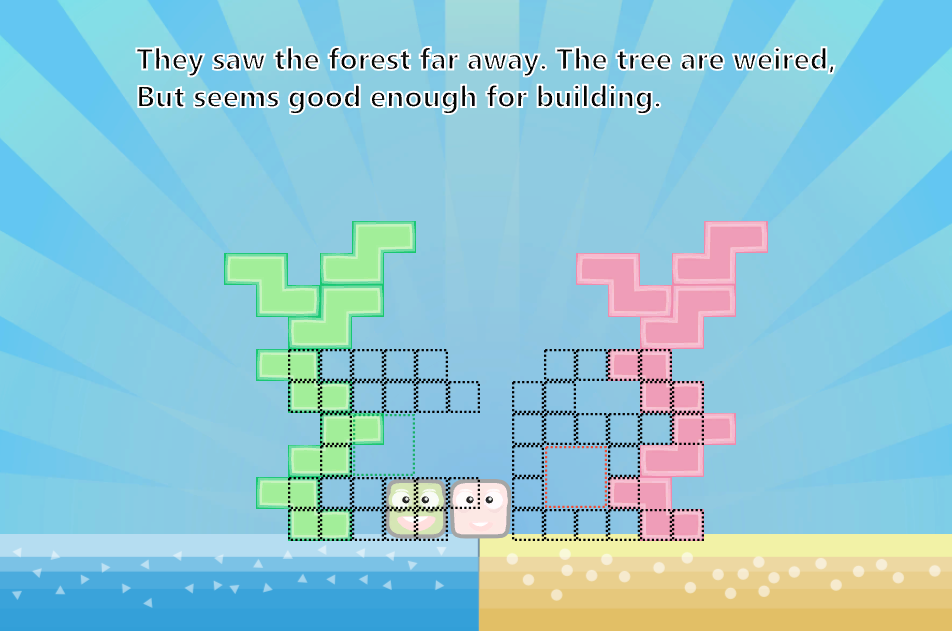 They saw the forest far away. The tree are weired,
But seems good enough for building.